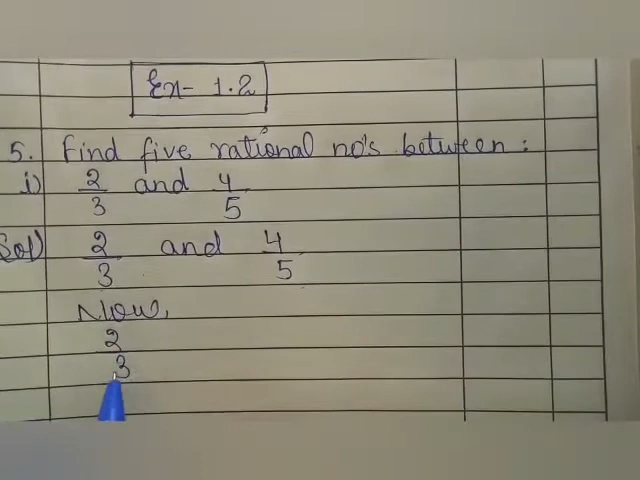 Ex- 1.2
5. Find five rational no's between:
i) 2/3 and 4/5
Sol) 2/3 and 4/5
Now,
2/3